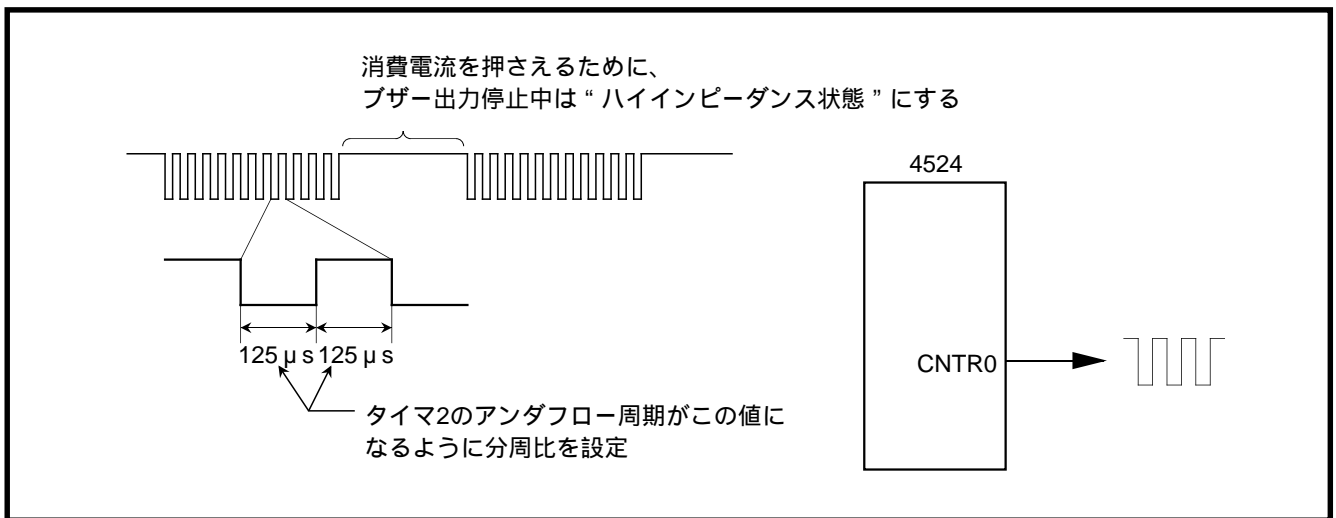 消費電流を押さえるために、
ブザー出力停止中は“ハイインピーダンス状態”にする
4524
125μs 125μs
CNTR0
タイマ2のアンダフロー周期がこの値に
なるように分周比を設定